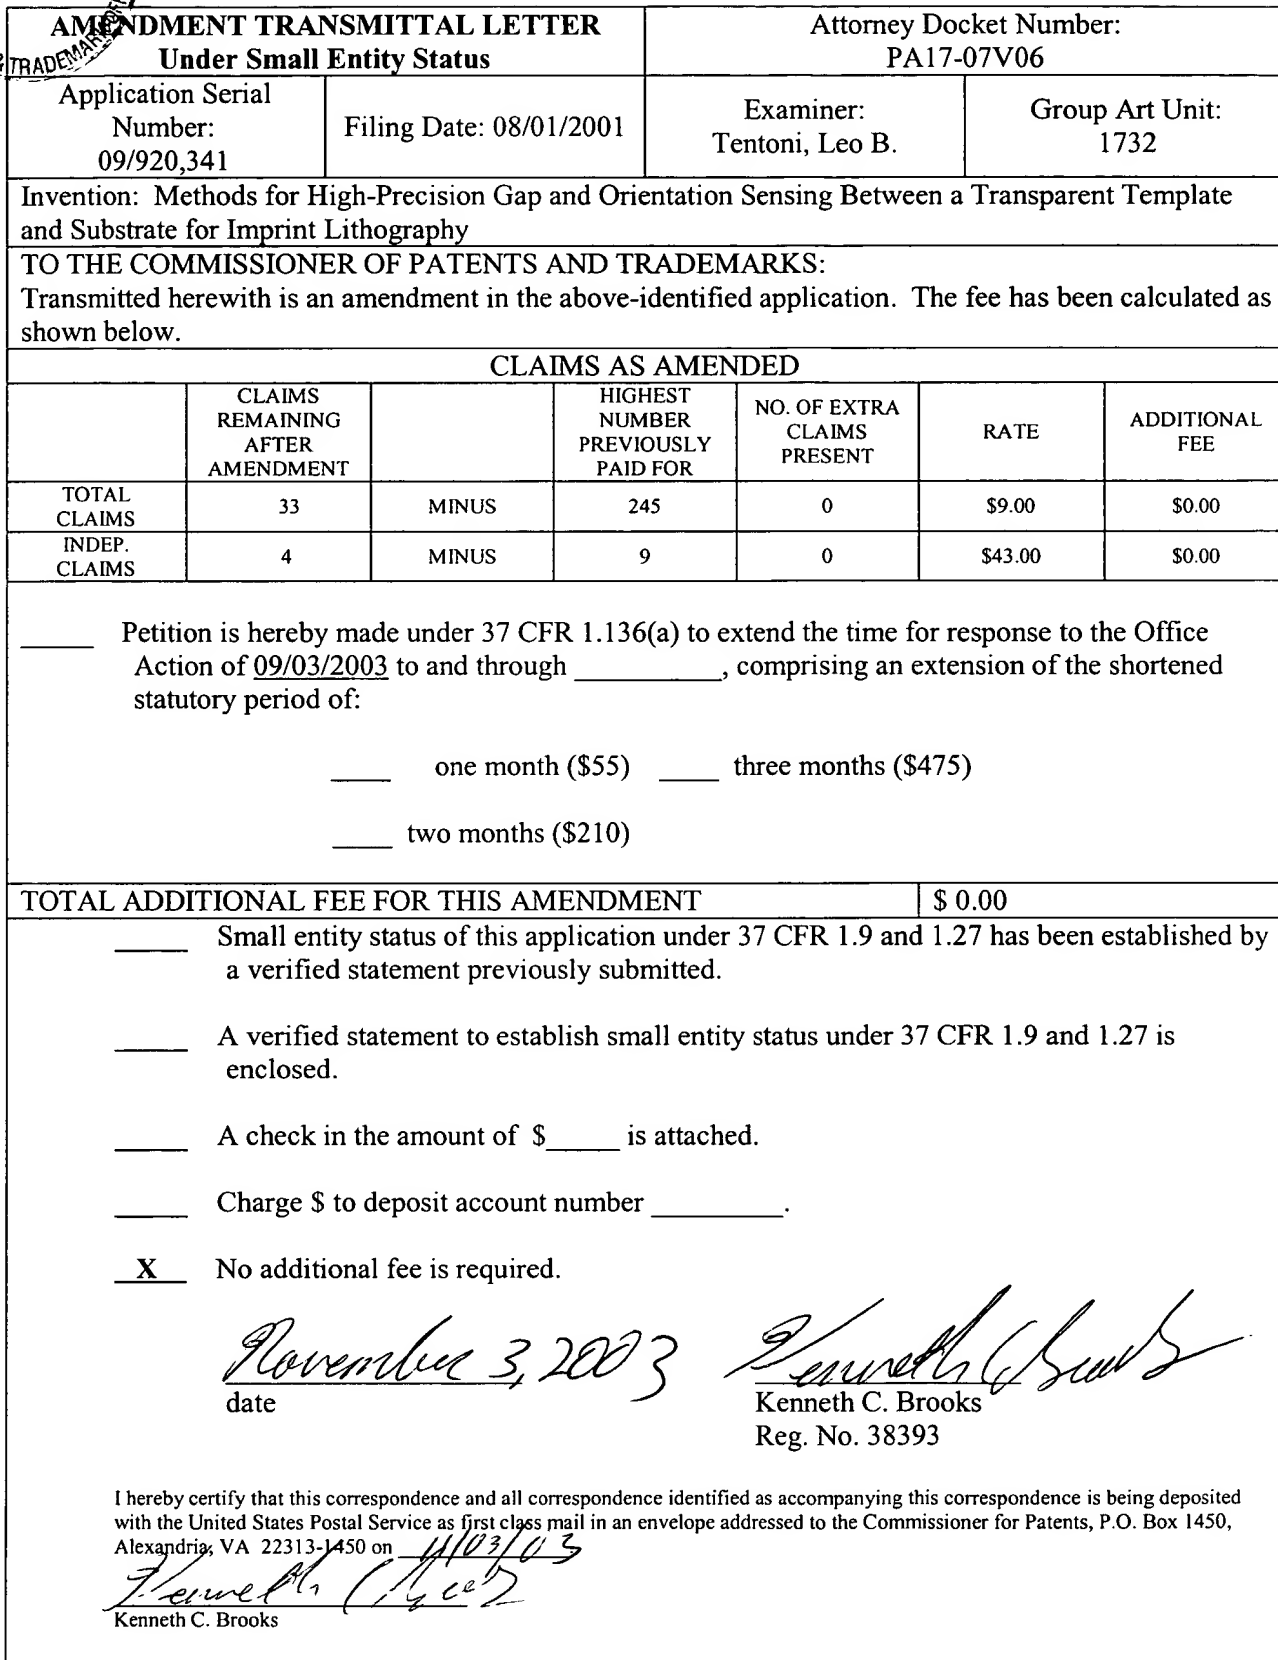 TRADEMARK
AMENDMENT TRANSMITTAL LETTER
Under Small Entity Status
Attorney Docket Number:
PA17-07V06
Application Serial
Number:
09/920,341
Filing Date: 08/01/2001
Examiner:
Tentoni, Leo B.
Group Art Unit:
1732
Invention: Methods for High-Precision Gap and Orientation Sensing Between a Transparent Template
and Substrate for Imprint Lithography
TO THE COMMISSIONER OF PATENTS AND TRADEMARKS:
Transmitted herewith is an amendment in the above-identified application. The fee has been calculated as
shown below.
CLAIMS AS AMENDED
CLAIMS
REMAINING
AFTER
AMENDMENT
HIGHEST
NUMBER
PREVIOUSLY
PAID FOR
NO. OF EXTRA
CLAIMS
PRESENT
RATE
ADDITIONAL
FEE
TOTAL
CLAIMS
33
MINUS
245
0
$9.00
$0.00
INDEP.
CLAIMS
4
MINUS
9
0
$43.00
$0.00
_____ Petition is hereby made under 37 CFR 1.136(a) to extend the time for response to the Office
Action of 09/03/2003 to and through __________, comprising an extension of the shortened
statutory period of:
____ one month ($55) ____ three months ($475)
____ two months ($210)
TOTAL ADDITIONAL FEE FOR THIS AMENDMENT $ 0.00
_____ Small entity status of this application under 37 CFR 1.9 and 1.27 has been established by
a verified statement previously submitted.
_____ A verified statement to establish small entity status under 37 CFR 1.9 and 1.27 is
enclosed.
_____ A check in the amount of $_____ is attached.
_____ Charge $ to deposit account number _________.
X No additional fee is required.
November 3, 2003 Kenneth C Brooks
date
Kenneth C. Brooks
Reg. No. 38393
I hereby certify that this correspondence and all correspondence identified as accompanying this correspondence is being deposited
with the United States Postal Service as first class mail in an envelope addressed to the Commissioner for Patents, P.O. Box 1450,
Alexandria, VA 22313-1450 on 11/03/03
Kenneth C Brooks
Kenneth C. Brooks